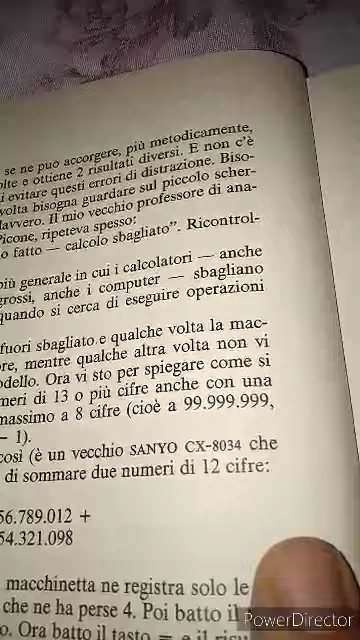 se ne può accorgere, più metodicamente,
olte e ottiene 2 risultati diversi. E non c'è
i evitare questi errori di distrazione. Biso-
volta bisogna guardare sul piccolo scher-
davvero. Il mio vecchio professore di ana-
Picone, ripeteva spesso:
o fatto — calcolo sbagliato”. Ricontrol-
più generale in cui i calcolatori — anche
grossi, anche i computer — sbagliano
quando si cerca di eseguire operazioni
fuori sbagliato e qualche volta la mac-
re, mentre qualche altra volta non vi
odello. Ora vi sto per spiegare come si
meri di 13 o più cifre anche con una
massimo a 8 cifre (cioè a 99.999.999,
– 1).
così (è un vecchio SANYO CX-8034 che
di sommare due numeri di 12 cifre:
56.789.012 +
54.321.098
macchinetta ne registra solo le
che ne ha perse 4. Poi batto il
o. Ora batto il tasto = e il risu
PowerDirector